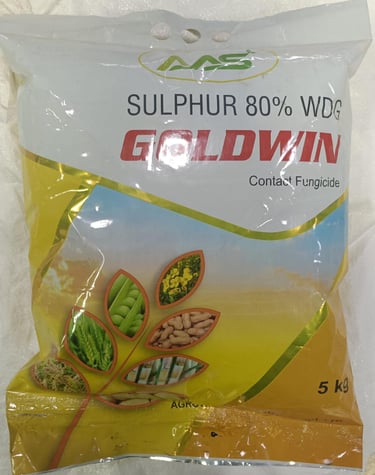 AAS
SULPHUR 80% WDG
GOLDWIN
Contact Fungicide
5 kg